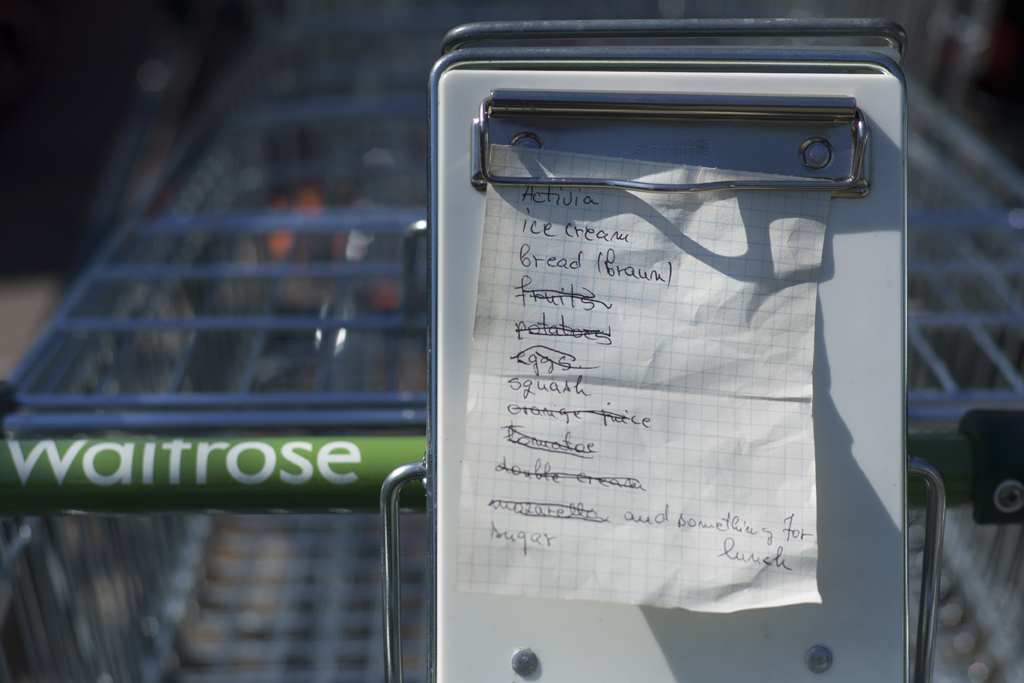 Activia
ice cream
bread (braun)
fruits
potatoes
eggs
squash
orange juice
tomatoe
double cream
mozarella and something for
lunch
sugar
waitrose